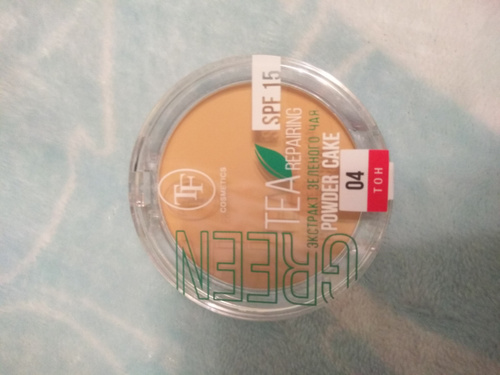 TF
COSMETICS
GREEN
TEA
REPAIRING
SPF 15
ЭКСТРАКТ ЗЕЛЕНОГО ЧАЯ
POWDER CAKE
04
ТОН